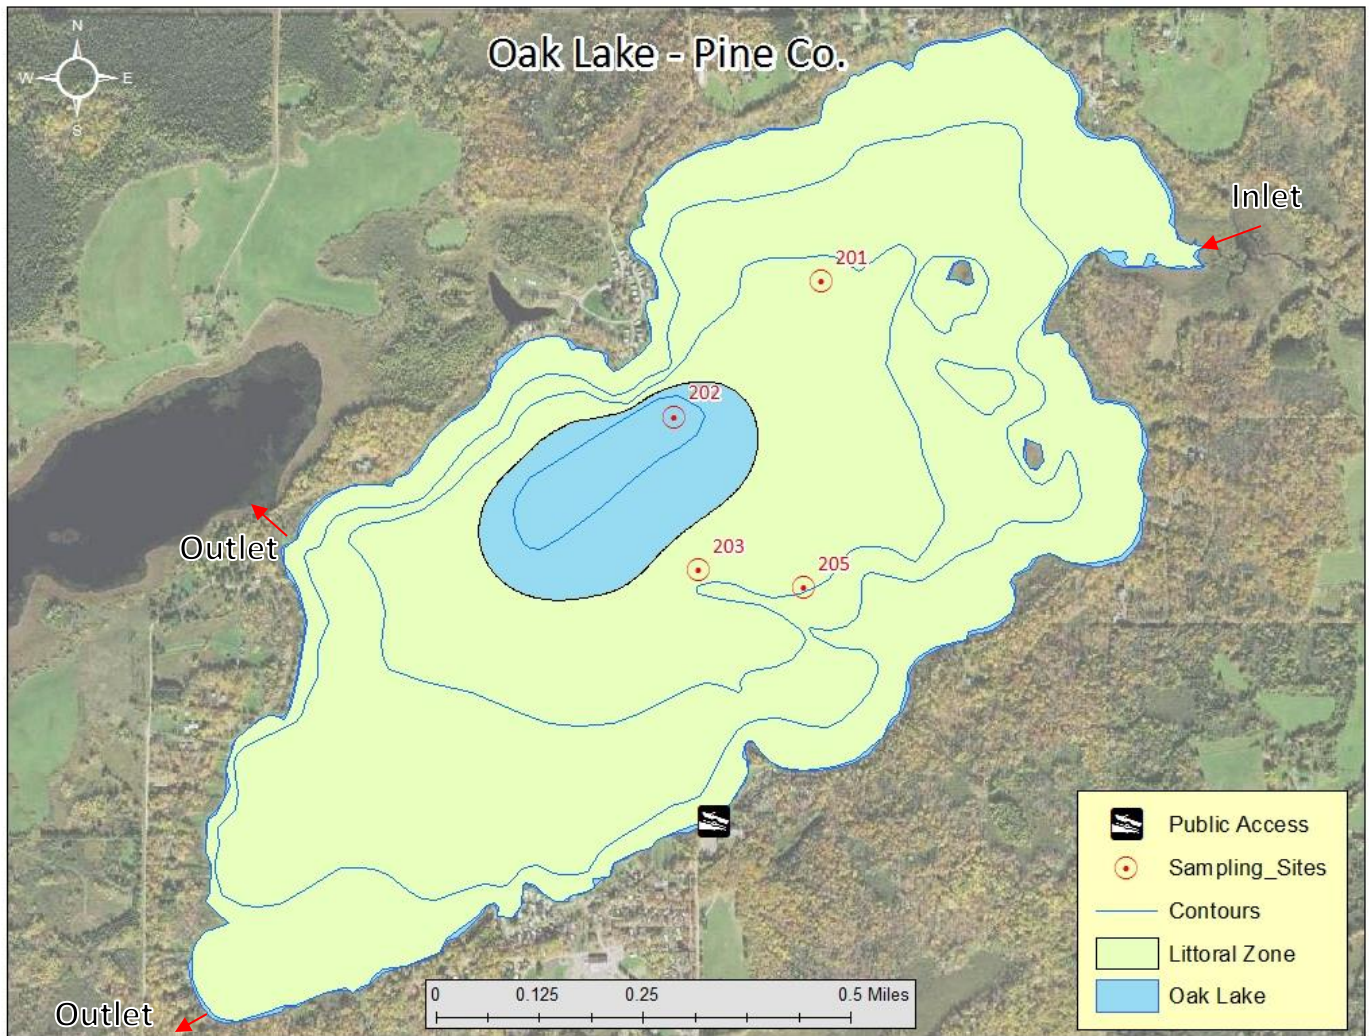 Oak Lake - Pine Co.
N
W E
S
Inlet
201
202
203
205
Outlet
Outlet
Public Access
Sampling_Sites
Contours
Littoral Zone
Oak Lake
0 0.125 0.25 0.5 Miles